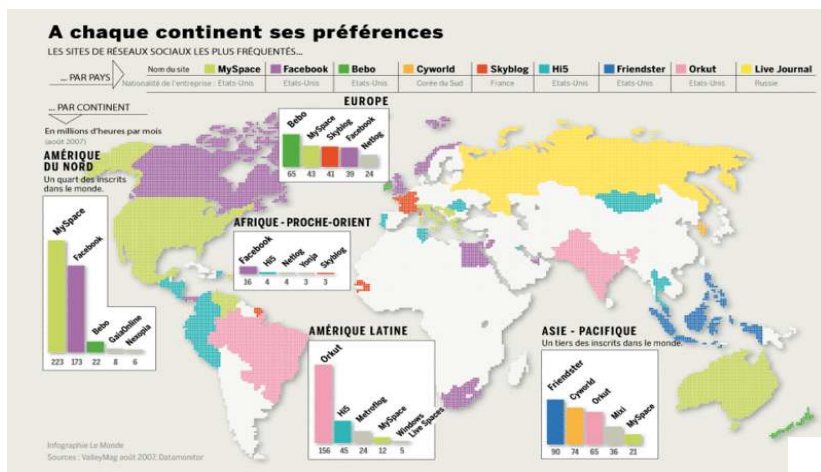 A chaque continent ses préférences
LES SITES DE RÉSEAUX SOCIAUX LES PLUS FRÉQUENTÉS...
... PAR PAYS
Nom du site MySpace Facebook Bebo Cyworld Skyblog Hi5 Friendster Orkut Live Journal
Nationalité de l'entreprise : Etats-Unis Etats-Unis Etats-Unis Corée du Sud France Etats-Unis Etats-Unis Etats-Unis Russie
... PAR CONTINENT
En millions d'heures par mois
(août 2007)
AMÉRIQUE
DU NORD
Un quart des inscrits
dans le monde.
MySpace Facebook Bebo GaiaOnline Nexopia
223 173 22 8 6
EUROPE
Bebo MySpace Skyblog Facebook Netlog
65 43 41 39 24
AFRIQUE - PROCHE-ORIENT
Facebook Hi5 Netlog Yonja Skyblog
16 4 4 3 3
AMÉRIQUE LATINE
Orkut Hi5 Metroflog MySpace Windows
Live Spaces
156 45 24 12 5
ASIE - PACIFIQUE
Un tiers des inscrits dans le monde.
Friendster Cyworld Orkut Mixi MySpace
90 74 65 36 21
Infographie Le Monde
Sources : ValleyMag août 2007, Datamonitor